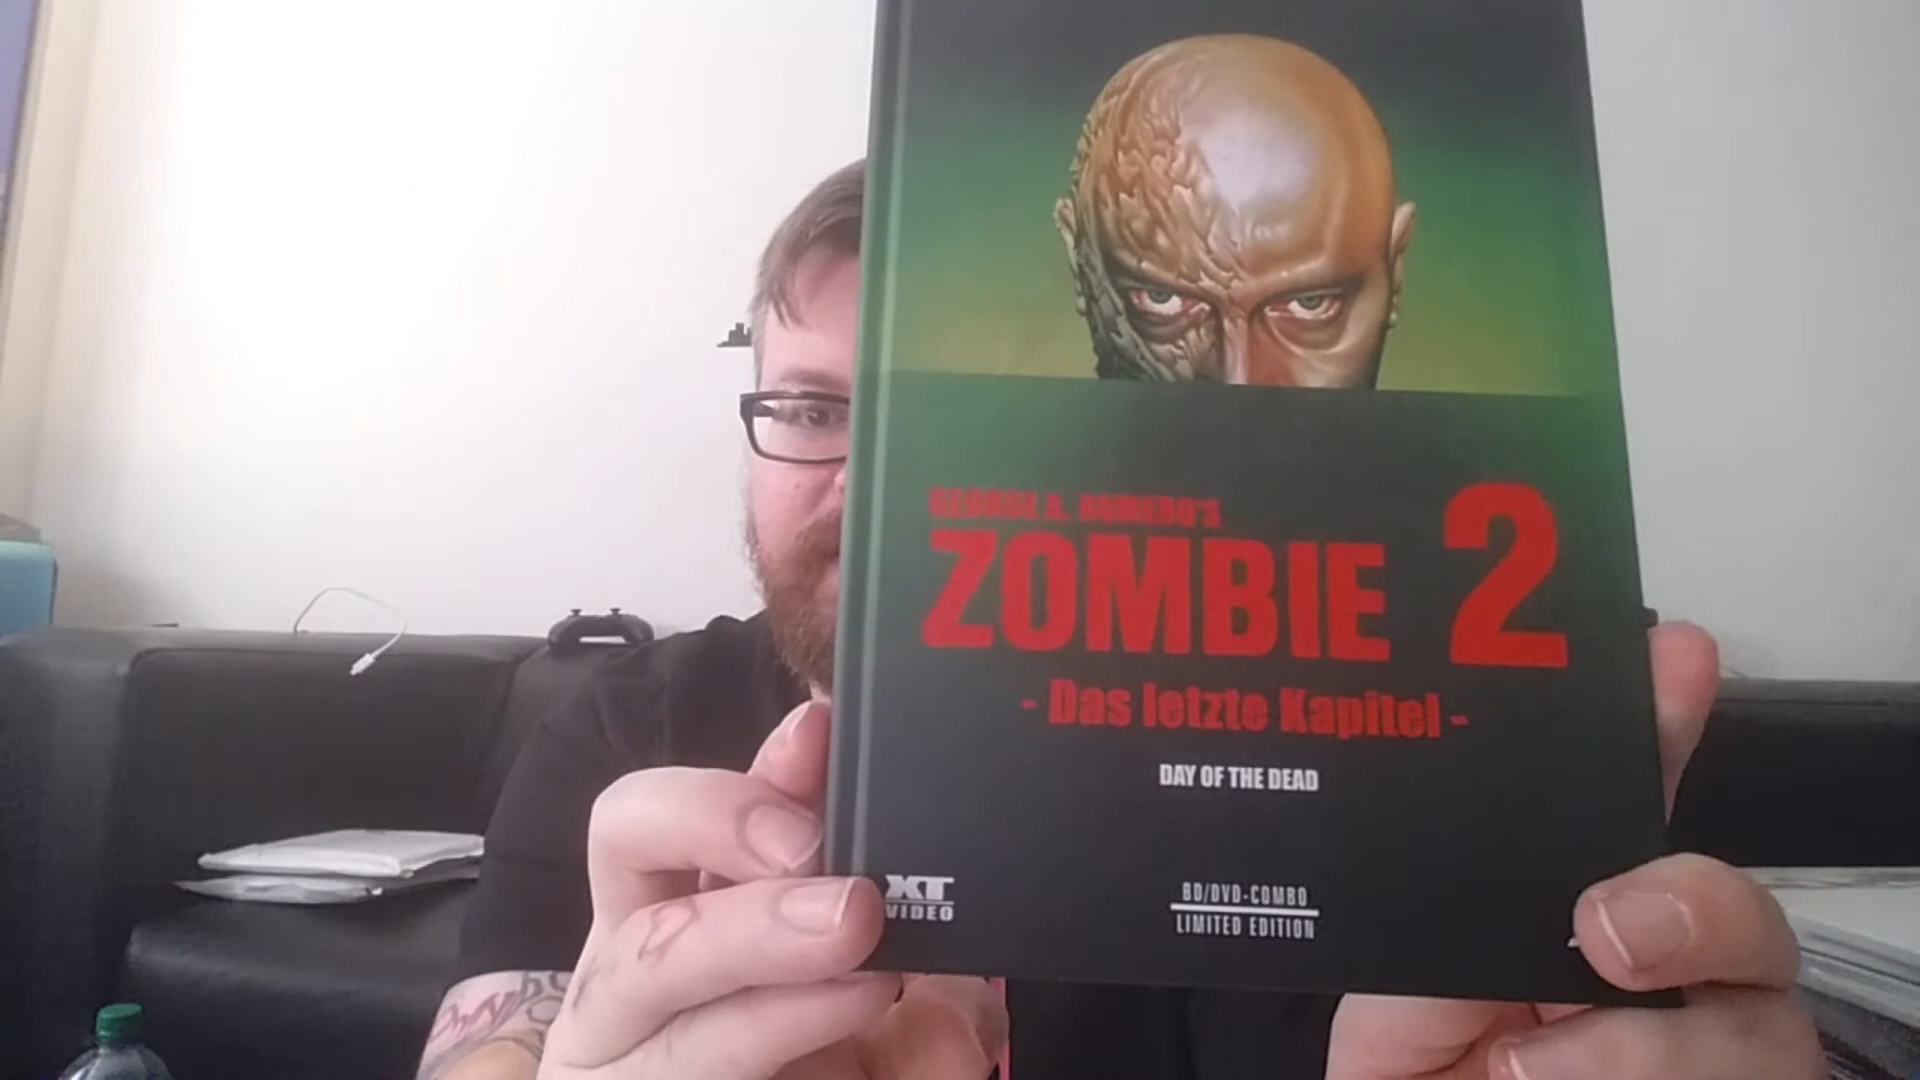 GEORGE A. ROMERO'S
ZOMBIE 2
- Das letzte Kapitel -
DAY OF THE DEAD
XT
VIDEO
BD/DVD-COMBO
LIMITED EDITION